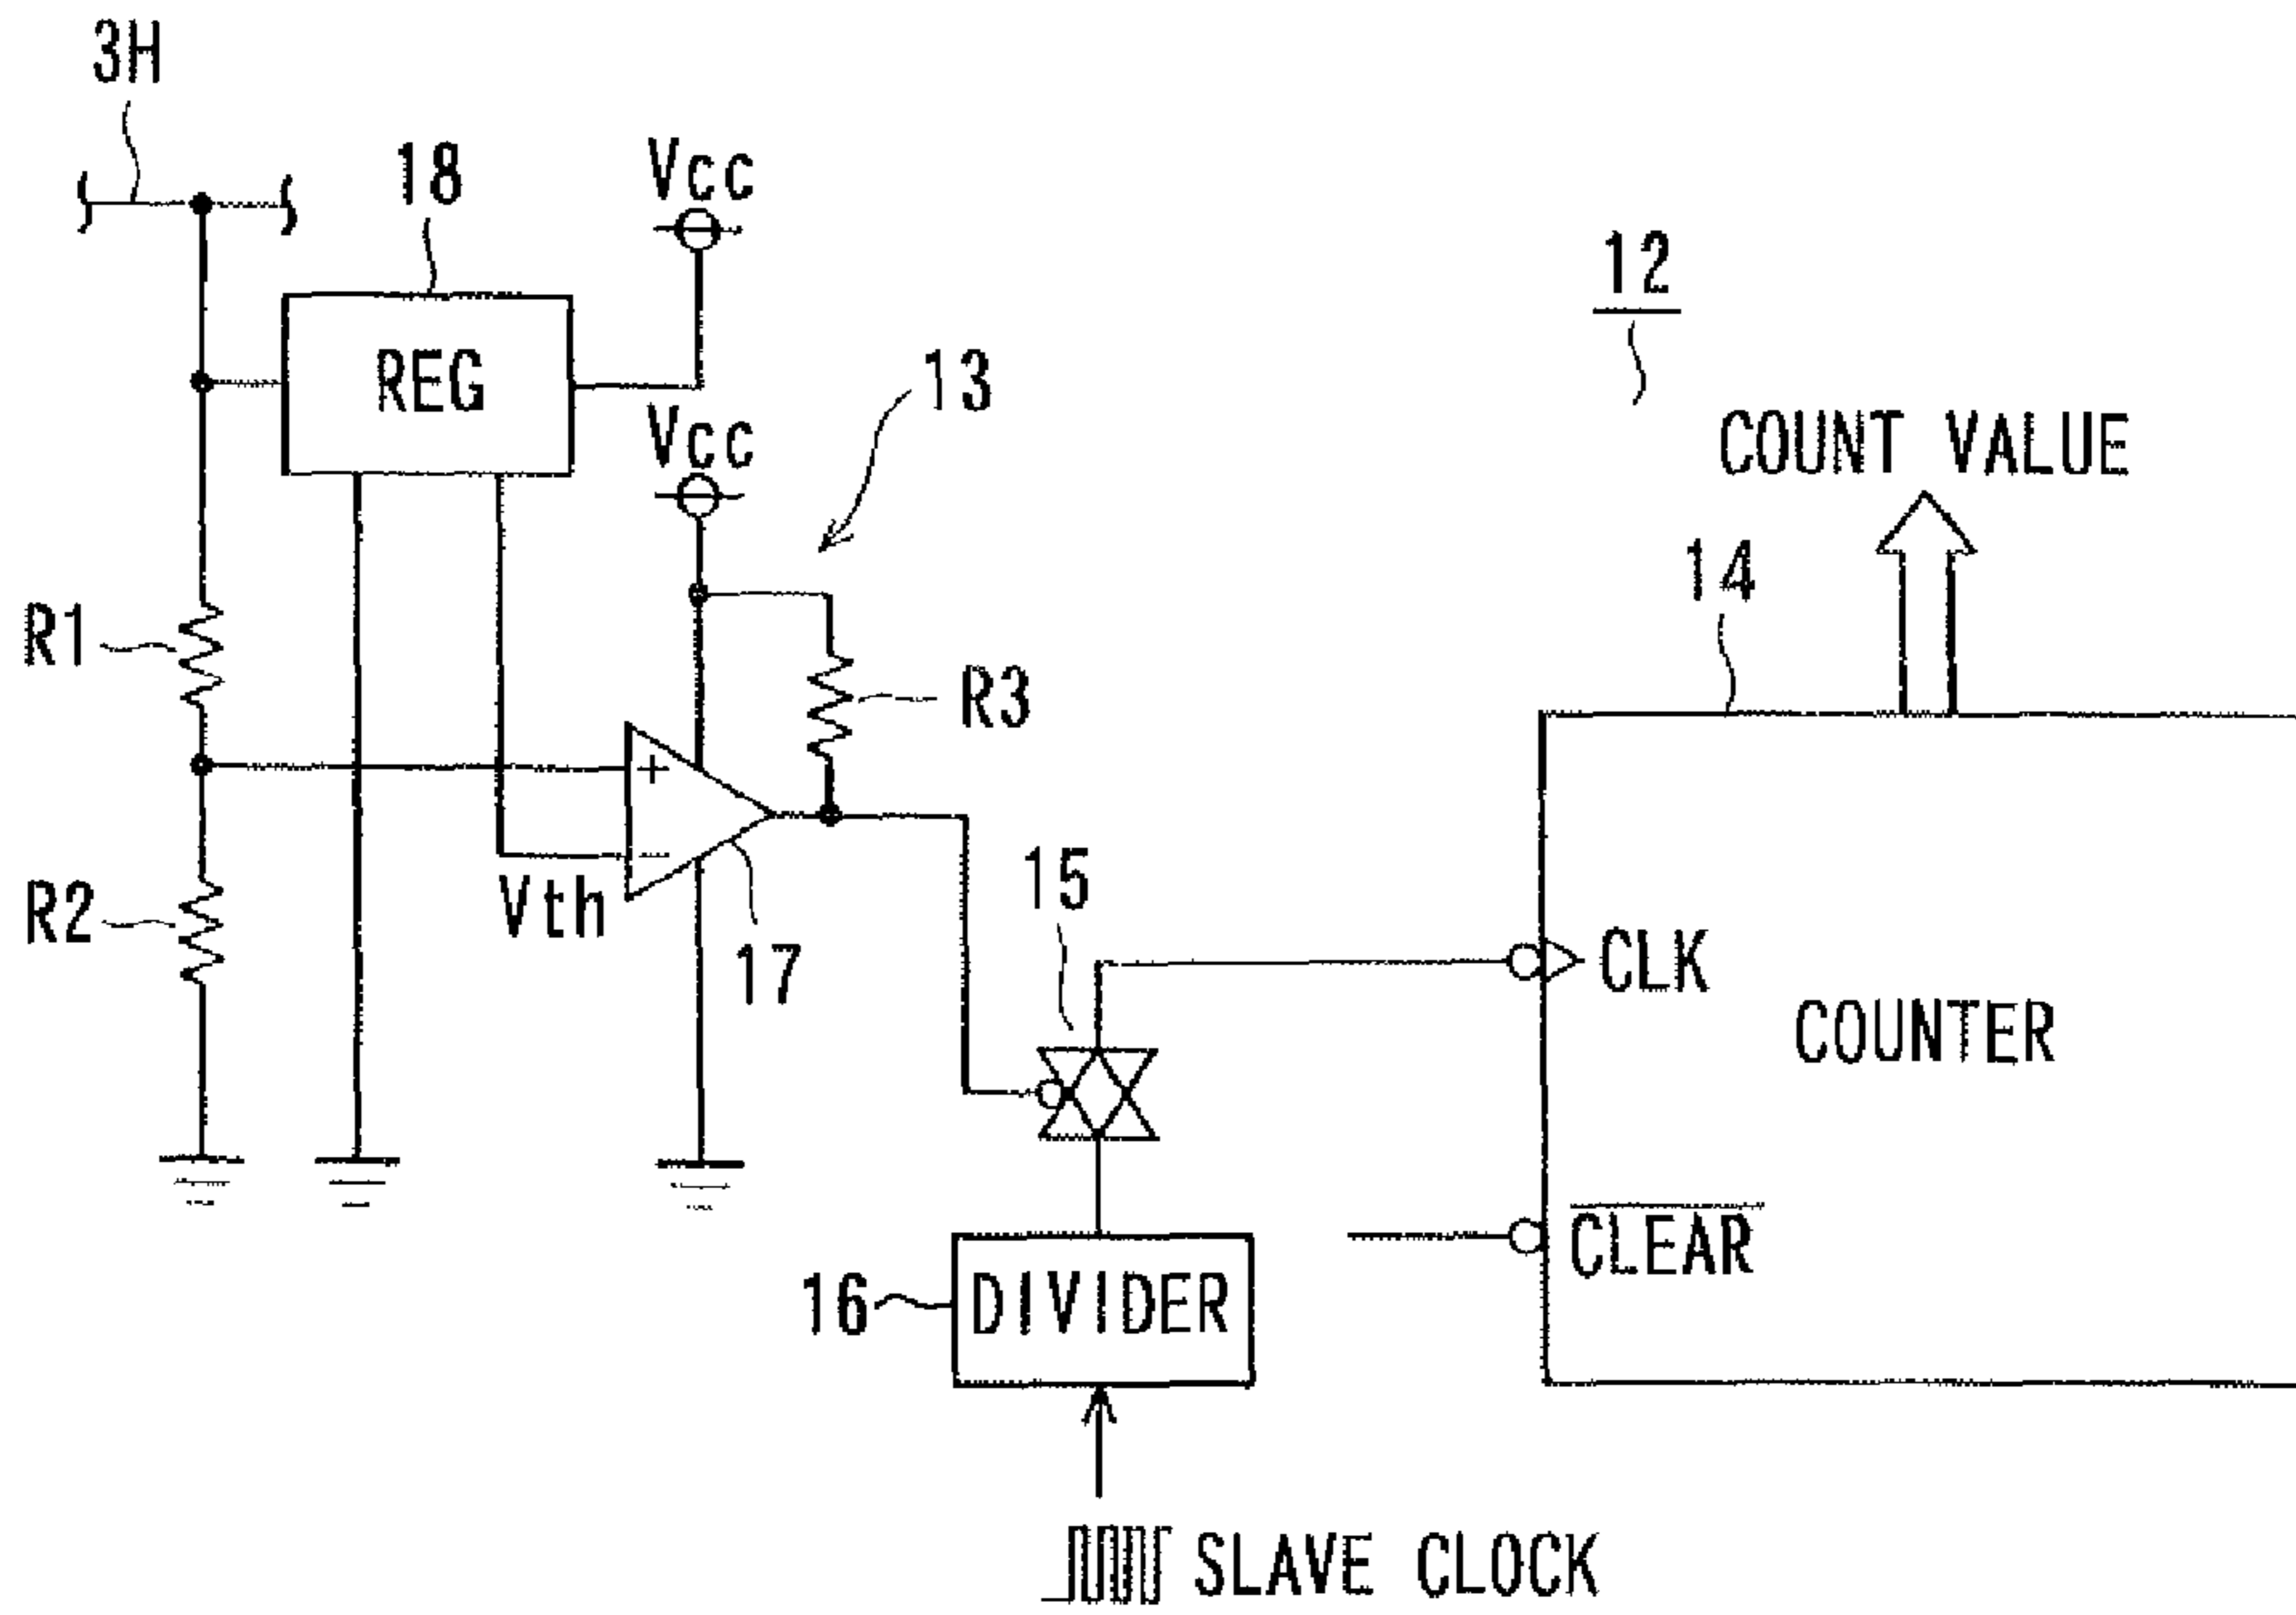 3H
18
Vcc
12
REG
13
Vcc
COUNT VALUE
14
R1
R3
+
−
R2
Vth
15
17
CLK
COUNTER
CLEAR
16
DIVIDER
SLAVE CLOCK